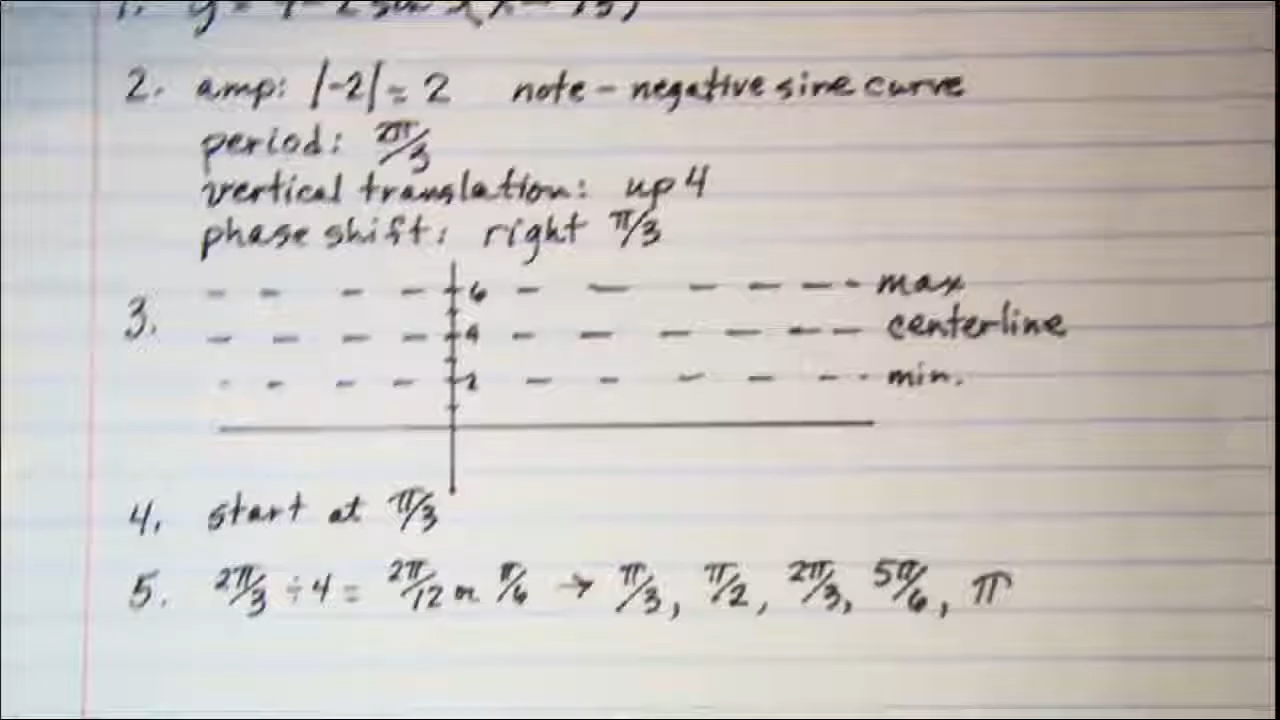 2. amp: |-2| = 2 note - negative sine curve
period: 2π/3
vertical translation: up 4
phase shift: right π/3
3.
6 max
4 centerline
2 min.
4. start at π/3
5. 2π/3 ÷ 4 = 2π/12 or π/6 → π/3, π/2, 2π/3, 5π/6, π